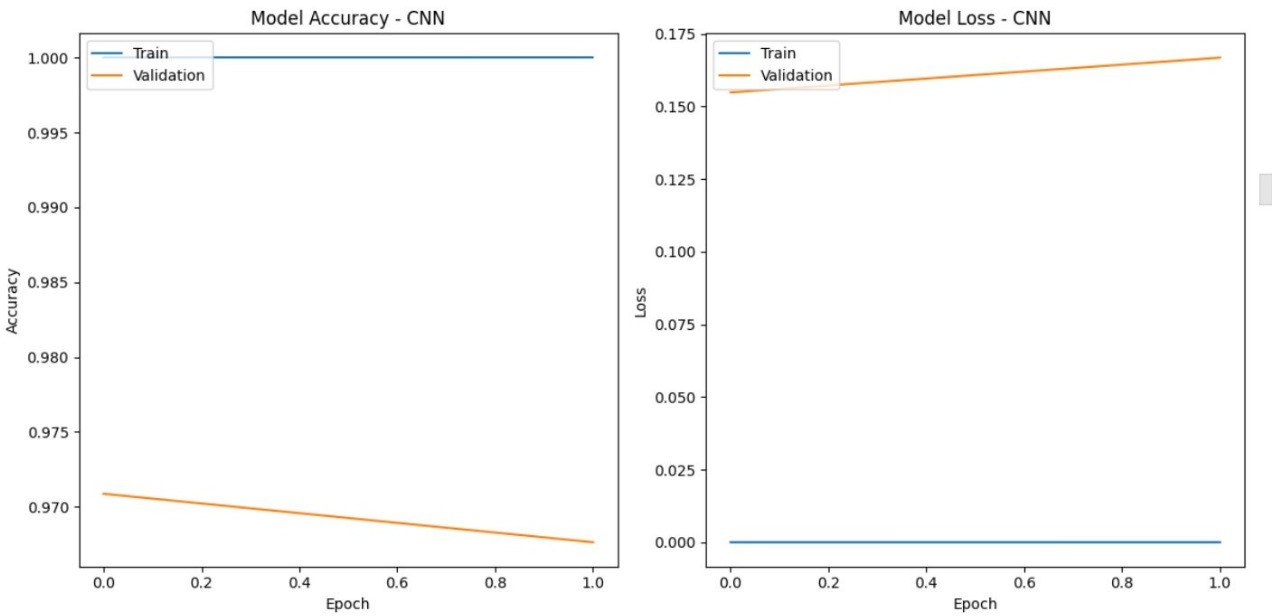 Model Accuracy - CNN
Train
Validation
1.000
0.995
0.990
0.985
0.980
0.975
0.970
Accuracy
0.0 0.2 0.4 0.6 0.8 1.0
Epoch
Model Loss - CNN
Train
Validation
0.175
0.150
0.125
0.100
0.075
0.050
0.025
0.000
Loss
0.0 0.2 0.4 0.6 0.8 1.0
Epoch